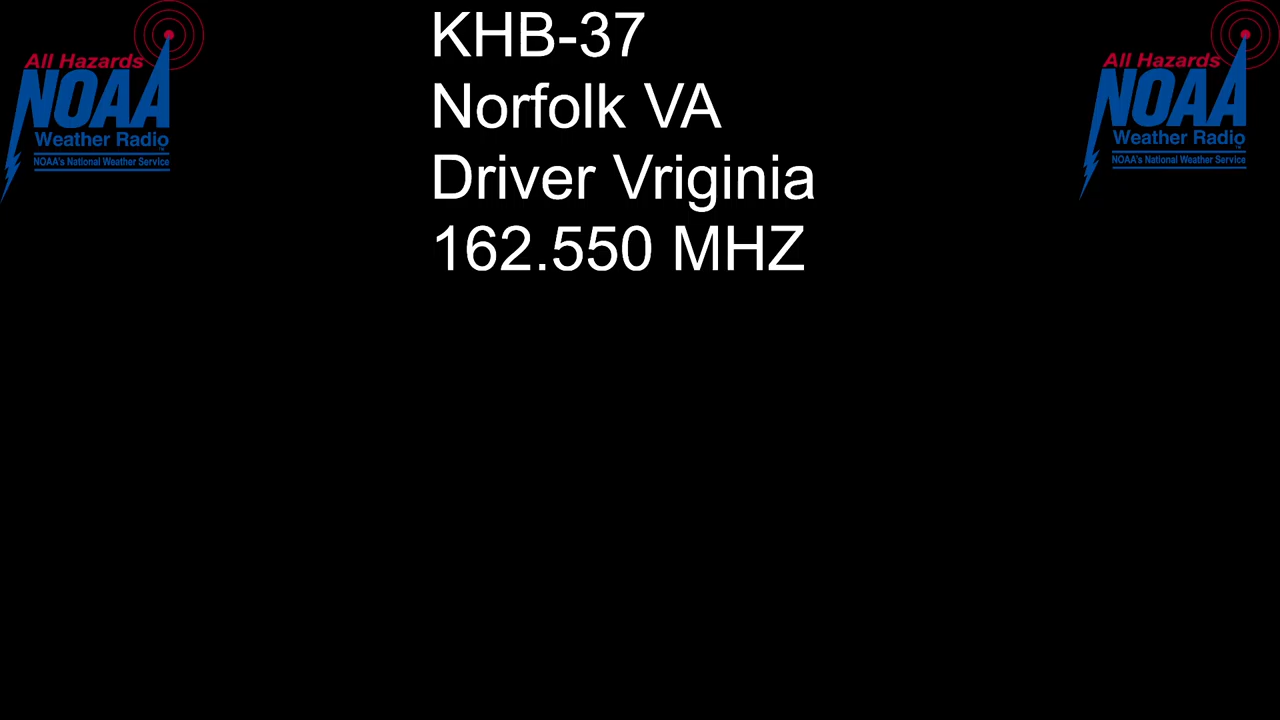 All Hazards
NOAA
Weather Radio
NOAA's National Weather Service
KHB-37
Norfolk VA
Driver Vriginia
162.550 MHZ
All Hazards
NOAA
Weather Radio
NOAA's National Weather Service